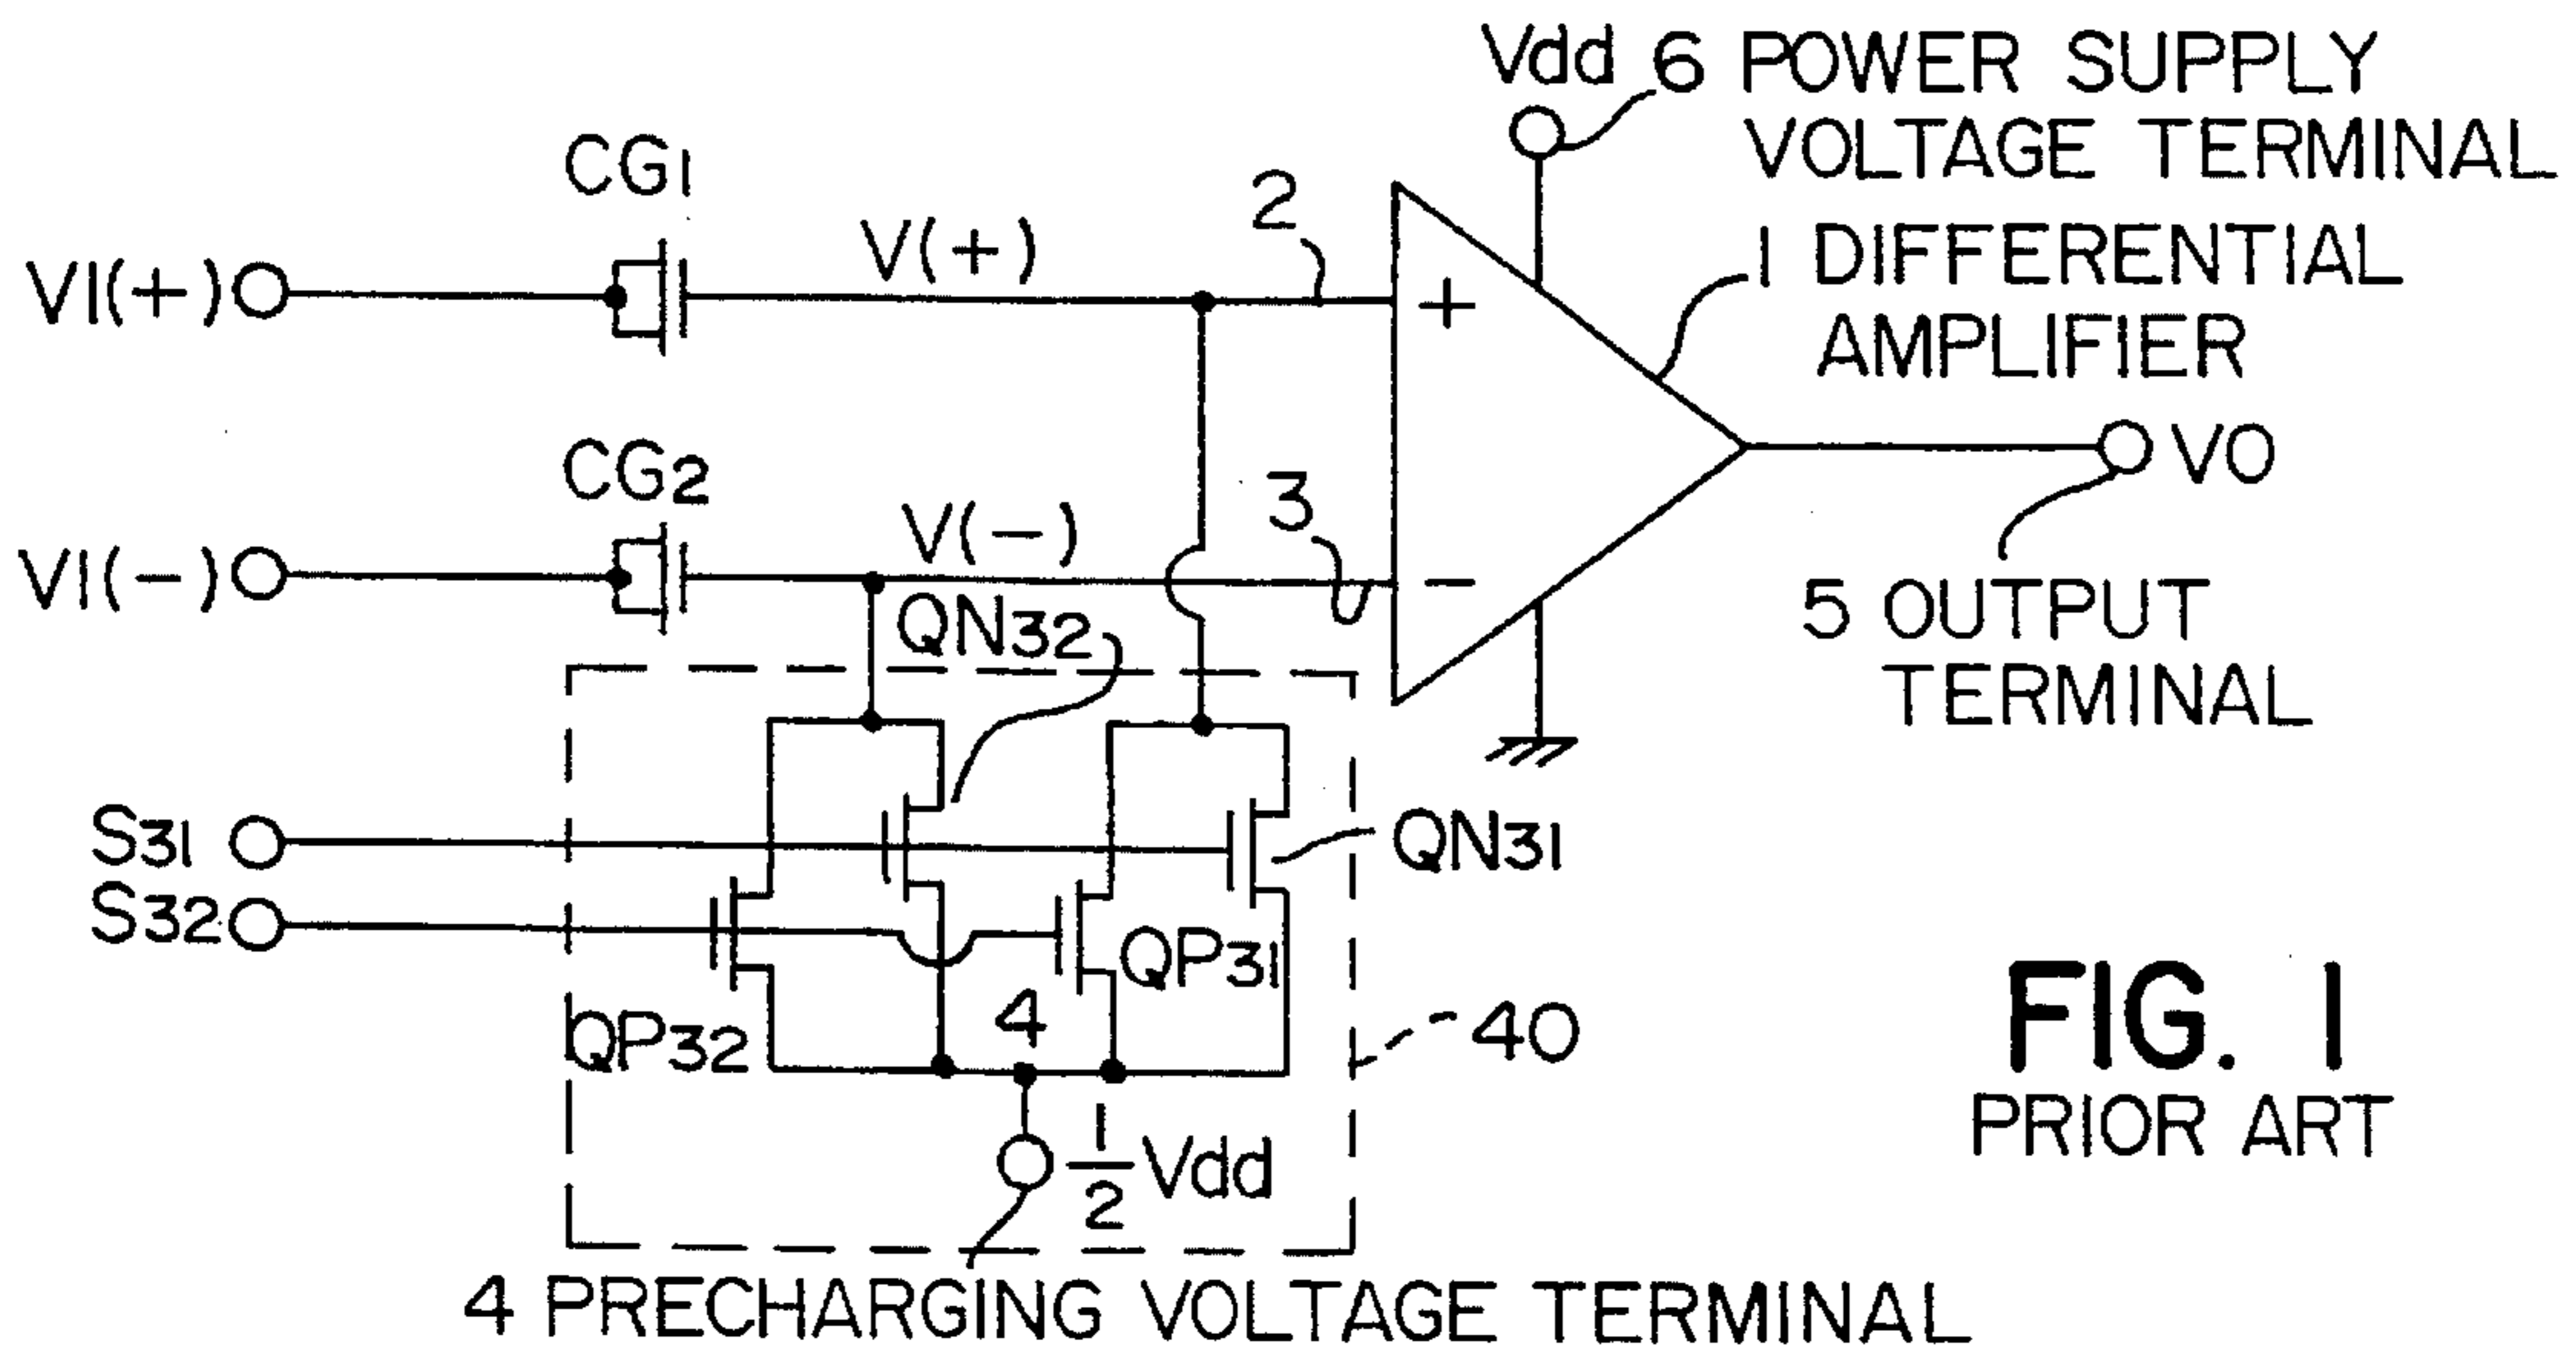 Vdd 6 POWER SUPPLY
VOLTAGE TERMINAL
CG1
V(+)
2
1 DIFFERENTIAL
AMPLIFIER
VI(+)
+
CG2
V(-)
3
VO
VI(-)
-
QN32
5 OUTPUT
TERMINAL
S31
QN31
S32
QP31
QP32
4
40
1/2 Vdd
FIG. 1
PRIOR ART
4 PRECHARGING VOLTAGE TERMINAL